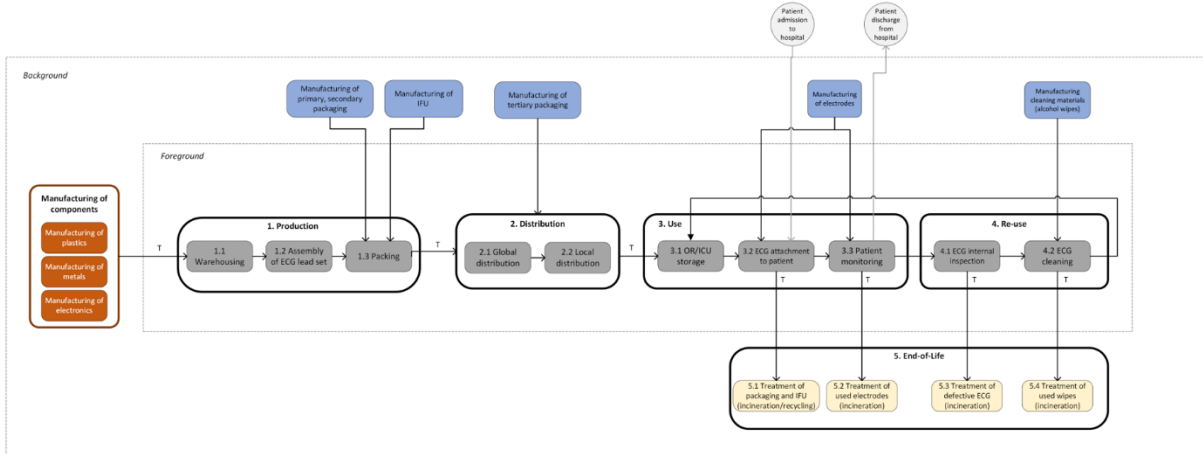 Patient
admission
to
hospital
Patient
discharge
from
hospital
Background
Manufacturing of
primary, secondary
packaging
Manufacturing
of IFU
Manufacturing of
tertiary packaging
Manufacturing
of electrodes
Manufacturing
cleaning materials
(alcohol wipes)
Foreground
Manufacturing of
components
Manufacturing of
plastics
Manufacturing of
metals
Manufacturing of
electronics
T
1. Production
1.1
Warehousing
1.2 Assembly
of ECG lead set
1.3 Packing
T
2. Distribution
2.1 Global
distribution
2.2 Local
distribution
T
3. Use
3.1 OR/ICU
storage
3.2 ECG attachment
to patient
3.3 Patient
monitoring
4. Re-use
4.1 ECG internal
inspection
4.2 ECG
cleaning
T
T
T
T
5. End-of-Life
5.1 Treatment of
packaging and IFU
(incineration/recycling)
5.2 Treatment of
used electrodes
(incineration)
5.3 Treatment of
defective ECG
(incineration)
5.4 Treatment of
used wipes
(incineration)